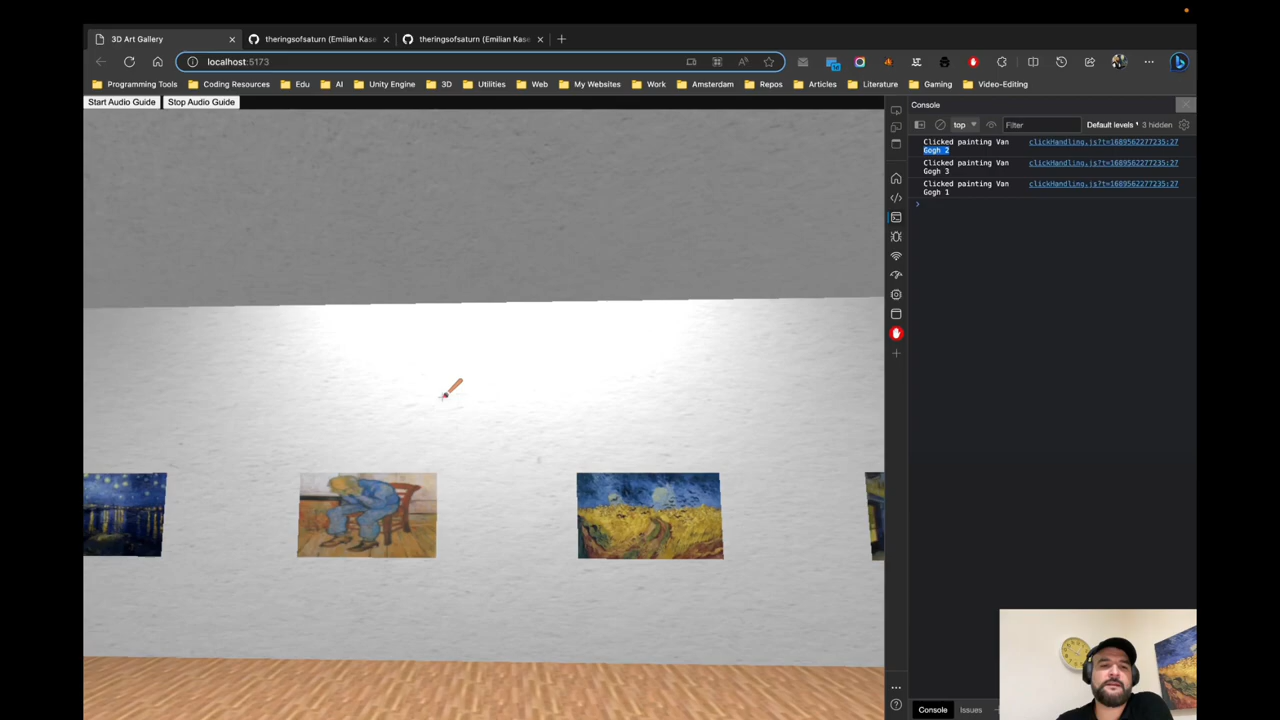 3D Art Gallery
theringsofsaturn (Emilian Kase
theringsofsaturn (Emilian Kase
localhost:5173
Programming Tools
Coding Resources
Edu
AI
Unity Engine
3D
Utilities
Web
My Websites
Work
Amsterdam
Repos
Articles
Literature
Gaming
Video-Editing
Start Audio Guide
Stop Audio Guide
Console
top
Filter
Default levels
3 hidden
Clicked painting Van clickHandling.js?t=1689562277235:27
Gogh 2
Clicked painting Van clickHandling.js?t=1689562277235:27
Gogh 3
Clicked painting Van clickHandling.js?t=1689562277235:27
Gogh 1
Console
Issues